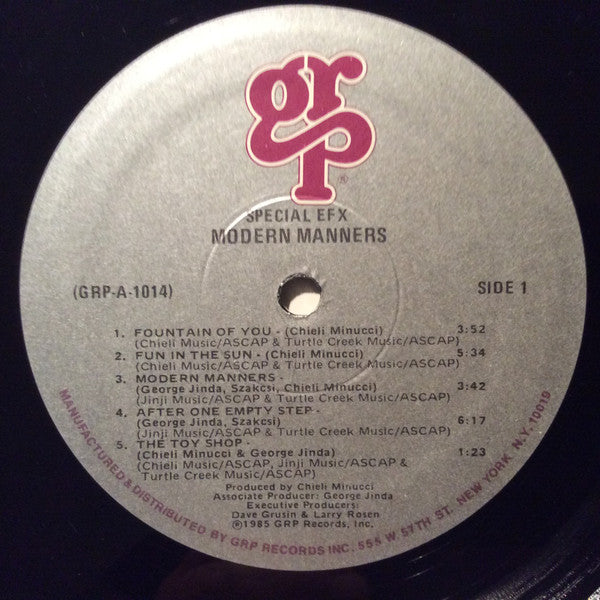 grp
®
SPECIAL EFX
MODERN MANNERS
(GRP-A-1014)
SIDE 1
1. FOUNTAIN OF YOU - (Chieli Minucci) 3:52
(Chieli Music/ASCAP & Turtle Creek Music/ASCAP)
2. FUN IN THE SUN - (Chieli Minucci) 5:34
(Chieli Music/ASCAP & Turtle Creek Music/ASCAP)
3. MODERN MANNERS -
(George Jinda, Szakcsi, Chieli Minucci) 3:42
(Jinji Music/ASCAP & Turtle Creek Music/ASCAP)
4. AFTER ONE EMPTY STEP -
(George Jinda, Szakcsi) 6:17
(Jinji Music/ASCAP & Turtle Creek Music/ASCAP)
5. THE TOY SHOP -
(Chieli Minucci & George Jinda) 1:23
(Chieli Music/ASCAP, Jinji Music/ASCAP &
Turtle Creek Music/ASCAP)
Produced by Chieli Minucci
Associate Producer: George Jinda
Executive Producers:
Dave Grusin & Larry Rosen
℗1985 GRP Records, Inc.
MANUFACTURED & DISTRIBUTED BY GRP RECORDS INC. 555 W 57TH ST. NEW YORK, N.Y. 10019